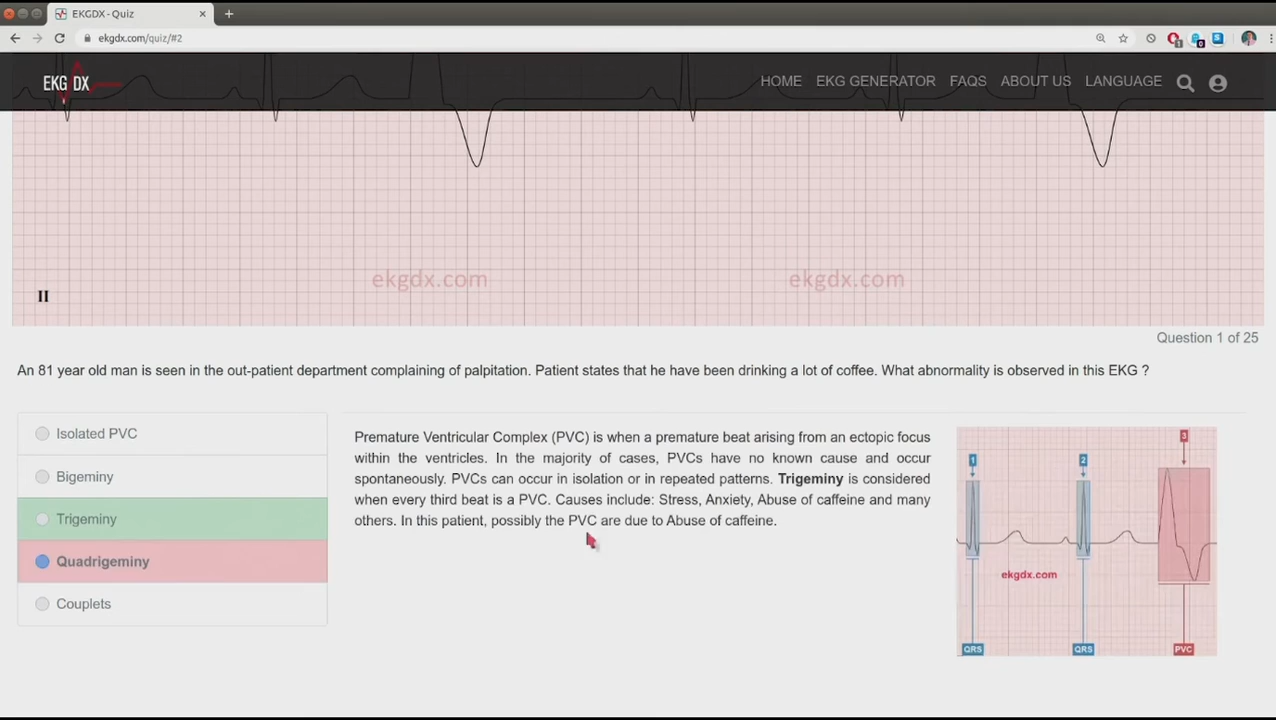 EKGDX - Quiz
ekgdx.com/quiz/#2
EKG DX
HOME EKG GENERATOR FAQS ABOUT US LANGUAGE
ekgdx.com ekgdx.com
II
Question 1 of 25
An 81 year old man is seen in the out-patient department complaining of palpitation. Patient states that he have been drinking a lot of coffee. What abnormality is observed in this EKG ?
Isolated PVC
Bigeminy
Trigeminy
Quadrigeminy
Couplets
Premature Ventricular Complex (PVC) is when a premature beat arising from an ectopic focus
within the ventricles. In the majority of cases, PVCs have no known cause and occur
spontaneously. PVCs can occur in isolation or in repeated patterns. Trigeminy is considered
when every third beat is a PVC. Causes include: Stress, Anxiety, Abuse of caffeine and many
others. In this patient, possibly the PVC are due to Abuse of caffeine.
1 2 3
ekgdx.com
QRS QRS PVC